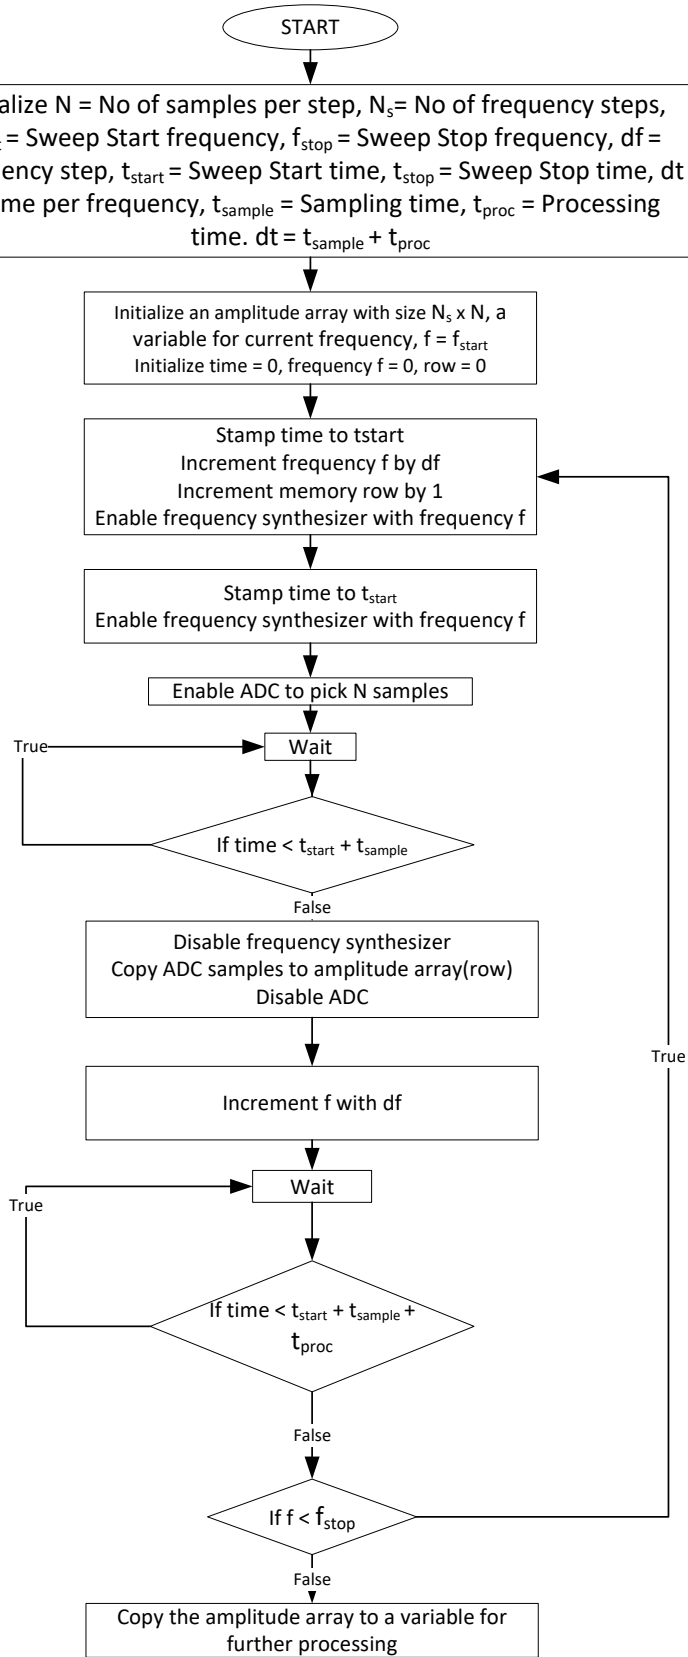 START
alize N = No of samples per step, Ns= No of frequency steps,
= Sweep Start frequency, fstop = Sweep Stop frequency, df =
ency step, tstart = Sweep Start time, tstop = Sweep Stop time, dt
me per frequency, tsample = Sampling time, tproc = Processing
time. dt = tsample + tproc
Initialize an amplitude array with size Ns x N, a
variable for current frequency, f = fstart
Initialize time = 0, frequency f = 0, row = 0
Stamp time to tstart
Increment frequency f by df
Increment memory row by 1
Enable frequency synthesizer with frequency f
Stamp time to tstart
Enable frequency synthesizer with frequency f
Enable ADC to pick N samples
True
Wait
If time < tstart + tsample
False
Disable frequency synthesizer
Copy ADC samples to amplitude array(row)
Disable ADC
True
Increment f with df
Wait
True
If time < tstart + tsample +
tproc
False
If f < fstop
False
Copy the amplitude array to a variable for
further processing